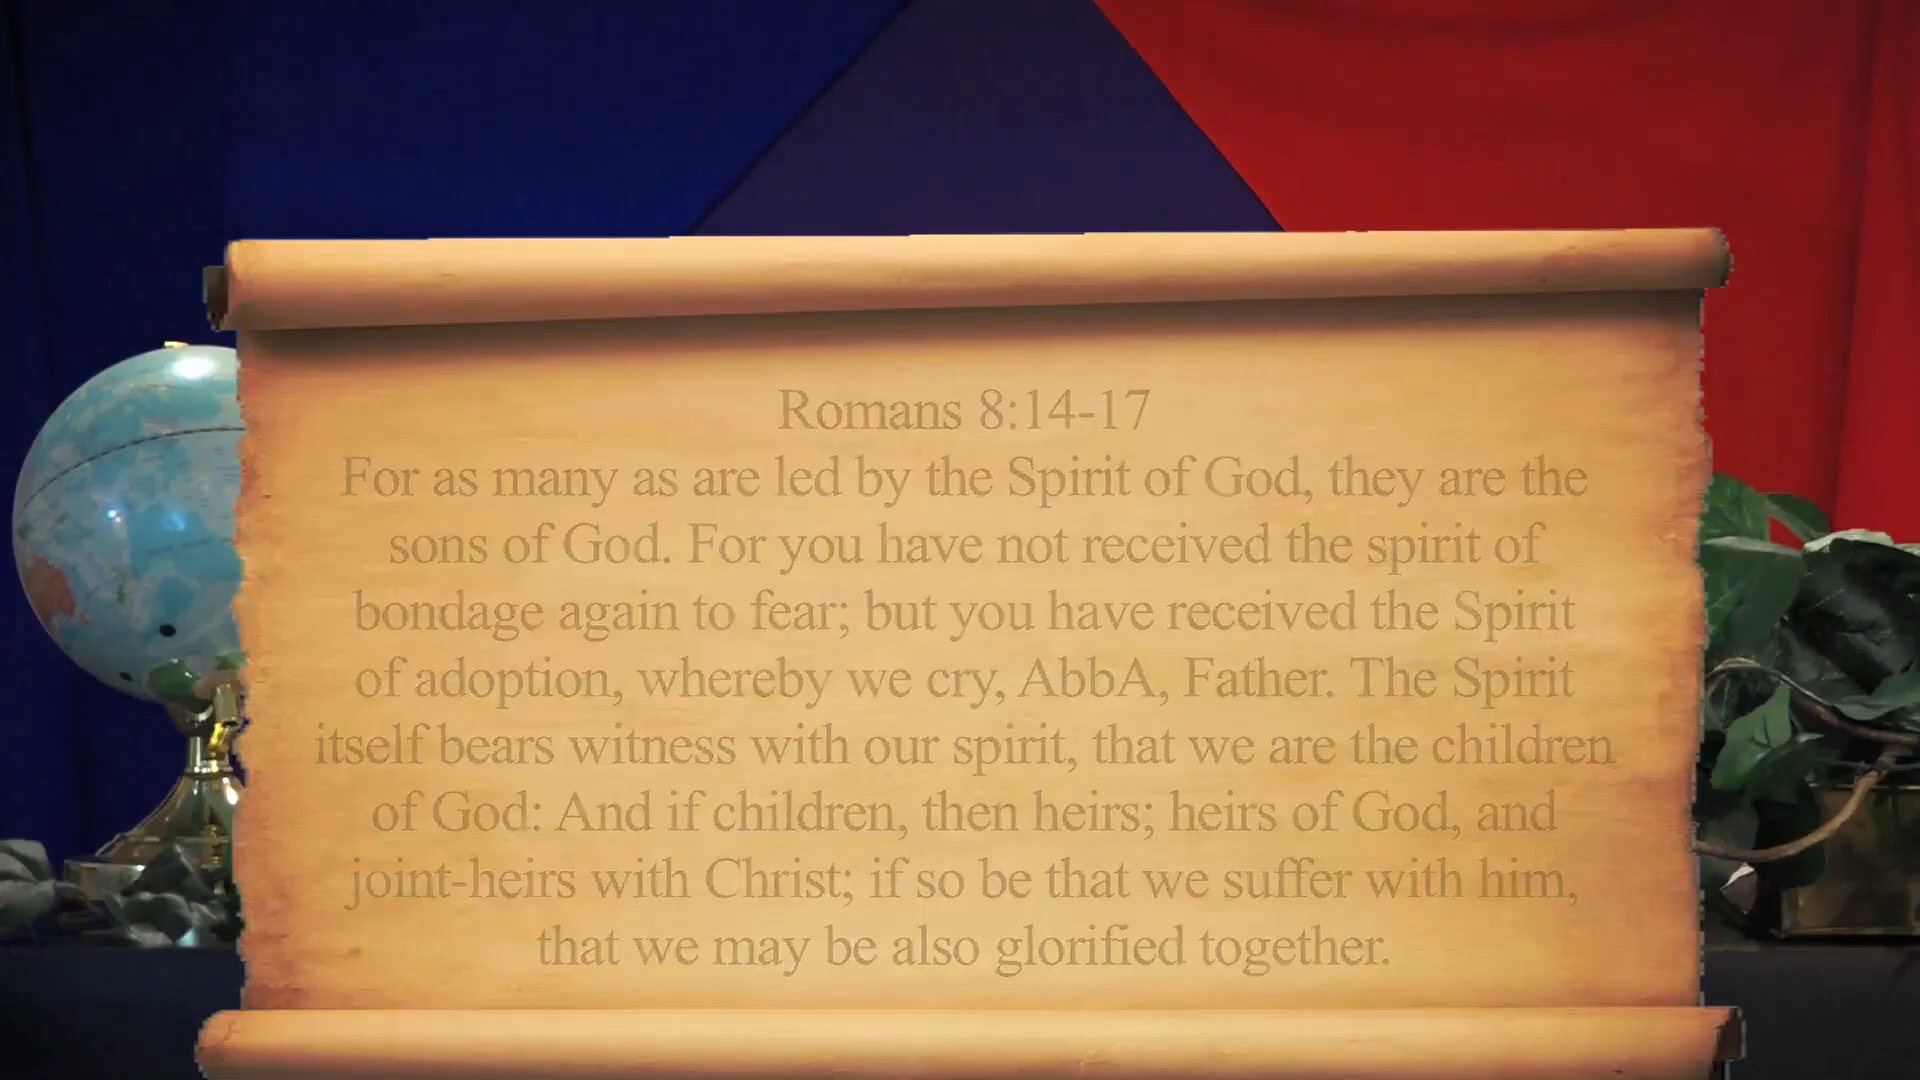 Romans 8:14-17
For as many as are led by the Spirit of God, they are the
sons of God. For you have not received the spirit of
bondage again to fear; but you have received the Spirit
of adoption, whereby we cry, AbbA, Father. The Spirit
itself bears witness with our spirit, that we are the children
of God: And if children, then heirs; heirs of God, and
joint-heirs with Christ; if so be that we suffer with him,
that we may be also glorified together.